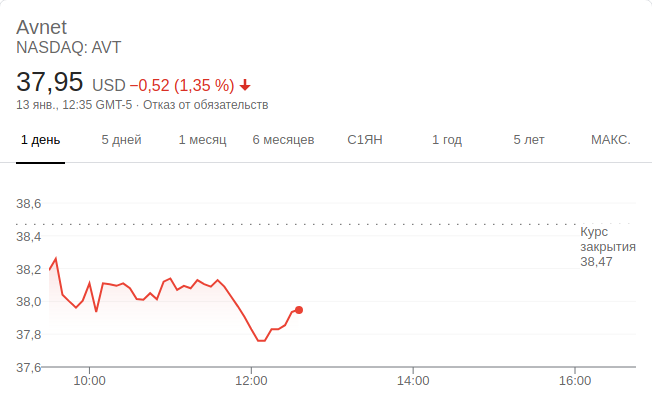 Avnet
NASDAQ: AVT
37,95 USD −0,52 (1,35 %)
13 янв., 12:35 GMT-5 · Отказ от обязательств
1 день 5 дней 1 месяц 6 месяцев С1ЯН 1 год 5 лет МАКС.
38,6
38,4
Курс
закрытия
38,47
38,2
38,0
37,8
37,6
10:00 12:00 14:00 16:00